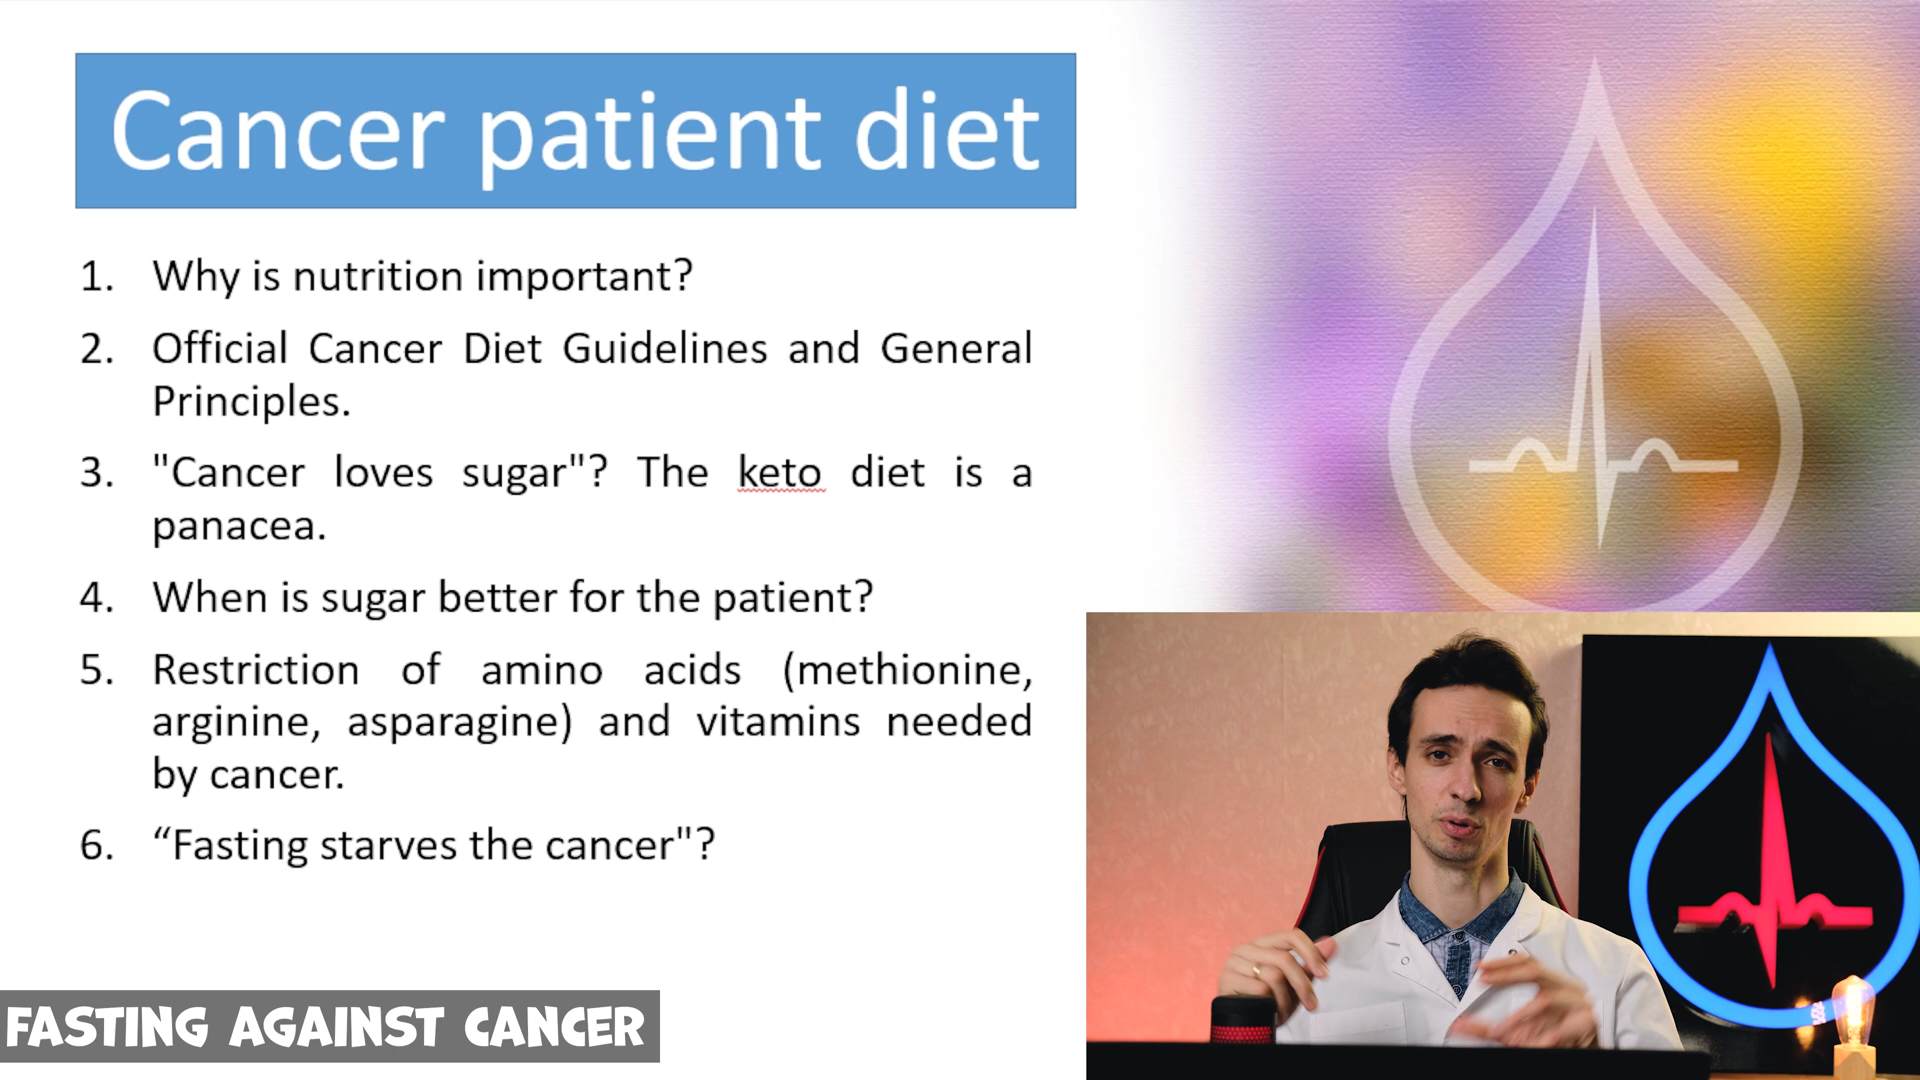 Cancer patient diet
1. Why is nutrition important?
2. Official Cancer Diet Guidelines and General
Principles.
3. "Cancer loves sugar"? The keto diet is a
panacea.
4. When is sugar better for the patient?
5. Restriction of amino acids (methionine,
arginine, asparagine) and vitamins needed
by cancer.
6. “Fasting starves the cancer"?
FASTING AGAINST CANCER